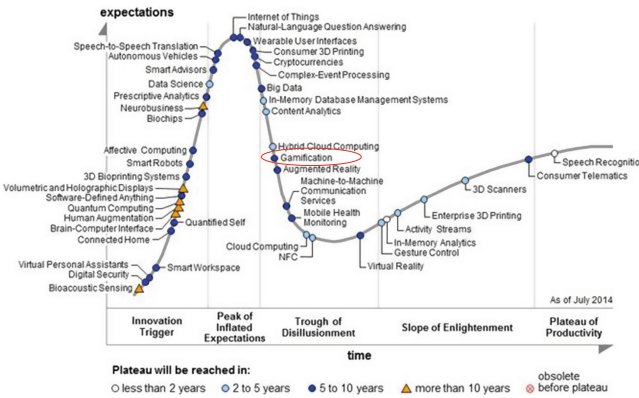 expectations
Internet of Things
Natural-Language Question Answering
Wearable User Interfaces
Consumer 3D Printing
Cryptocurrencies
Complex-Event Processing
Speech-to-Speech Translation
Autonomous Vehicles
Smart Advisors
Data Science
Prescriptive Analytics
Neurobusiness
Biochips
Big Data
In-Memory Database Management Systems
Content Analytics
Hybrid Cloud Computing
Gamification
Augmented Reality
Machine-to-Machine
Communication
Services
Mobile Health
Monitoring
Affective Computing
Smart Robots
3D Bioprinting Systems
Volumetric and Holographic Displays
Software-Defined Anything
Quantum Computing
Human Augmentation
Brain-Computer Interface
Connected Home
Quantified Self
Virtual Personal Assistants
Digital Security
Bioacoustic Sensing
Smart Workspace
Cloud Computing
NFC
Virtual Reality
Gesture Control
In-Memory Analytics
Activity Streams
Enterprise 3D Printing
3D Scanners
Consumer Telematics
Speech Recognitio
As of July 2014
Innovation
Trigger
Peak of
Inflated
Expectations
Trough of
Disillusionment
Slope of Enlightenment
Plateau of
Productivity
time
Plateau will be reached in:
less than 2 years
2 to 5 years
5 to 10 years
more than 10 years
obsolete
before plateau